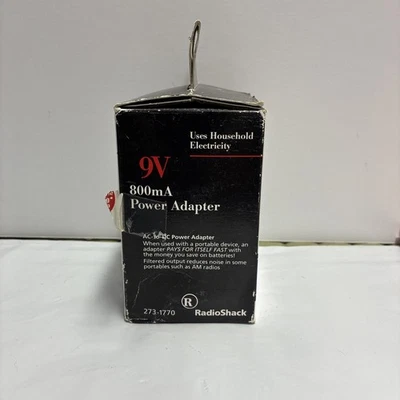 Uses Household
Electricity
9V
800mA
Power Adapter
AC-to-DC Power Adapter
When used with a portable device, an
adapter PAYS FOR ITSELF FAST with
the money you save on batteries!
Filtered output reduces noise in some
portables such as AM radios
R
273-1770
RadioShack